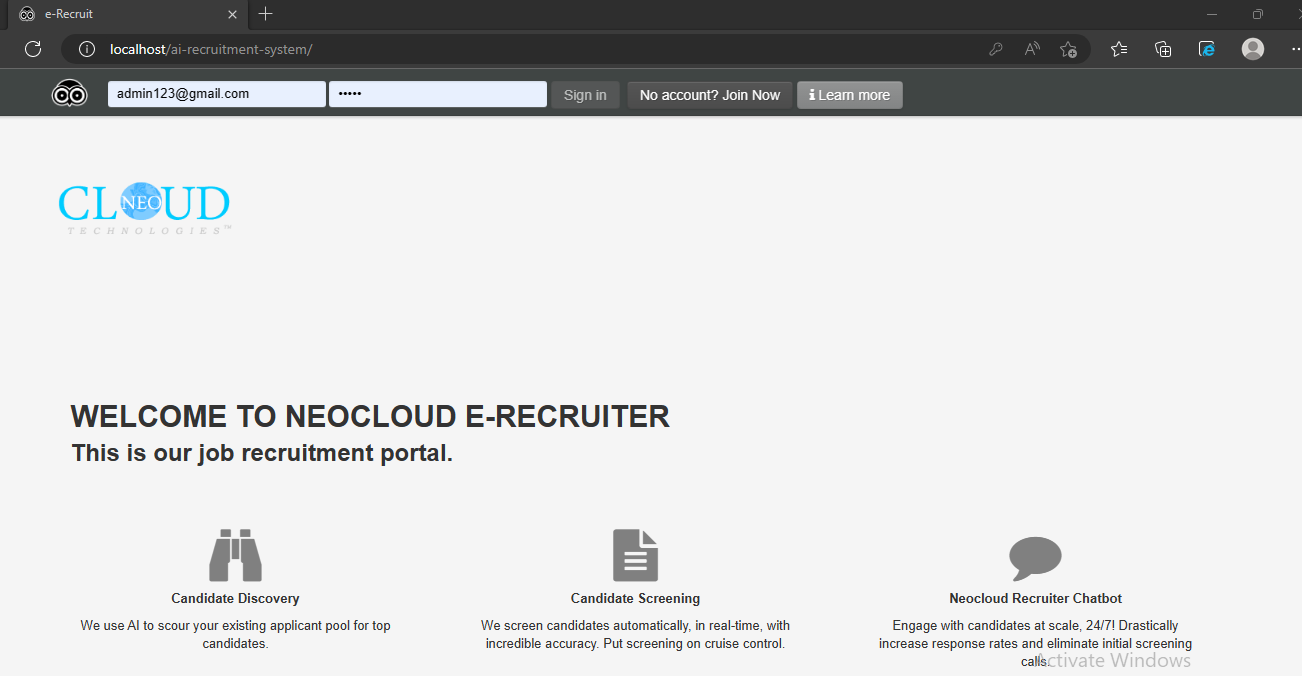 e-Recruit
localhost/ai-recruitment-system/
admin123@gmail.com
•••••
Sign in
No account? Join Now
i Learn more
CLOUD
NEO
TECHNOLOGIES™
WELCOME TO NEOCLOUD E-RECRUITER
This is our job recruitment portal.
Candidate Discovery
We use AI to scour your existing applicant pool for top
candidates.
Candidate Screening
We screen candidates automatically, in real-time, with
incredible accuracy. Put screening on cruise control.
Neocloud Recruiter Chatbot
Engage with candidates at scale, 24/7! Drastically
increase response rates and eliminate initial screening
calls.
Activate Windows